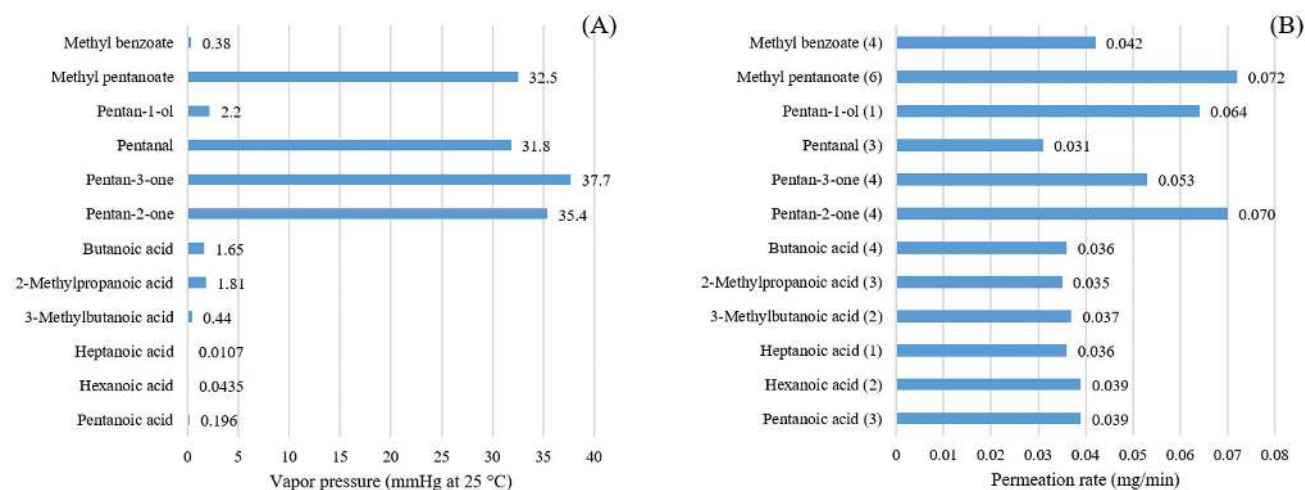 (A)
Methyl benzoate 0.38
Methyl pentanoate 32.5
Pentan-1-ol 2.2
Pentanal 31.8
Pentan-3-one 37.7
Pentan-2-one 35.4
Butanoic acid 1.65
2-Methylpropanoic acid 1.81
3-Methylbutanoic acid 0.44
Heptanoic acid 0.0107
Hexanoic acid 0.0435
Pentanoic acid 0.196
0 5 10 15 20 25 30 35 40
Vapor pressure (mmHg at 25 °C)
(B)
Methyl benzoate (4) 0.042
Methyl pentanoate (6) 0.072
Pentan-1-ol (1) 0.064
Pentanal (3) 0.031
Pentan-3-one (4) 0.053
Pentan-2-one (4) 0.070
Butanoic acid (4) 0.036
2-Methylpropanoic acid (3) 0.035
3-Methylbutanoic acid (2) 0.037
Heptanoic acid (1) 0.036
Hexanoic acid (2) 0.039
Pentanoic acid (3) 0.039
0 0.01 0.02 0.03 0.04 0.05 0.06 0.07 0.08
Permeation rate (mg/min)